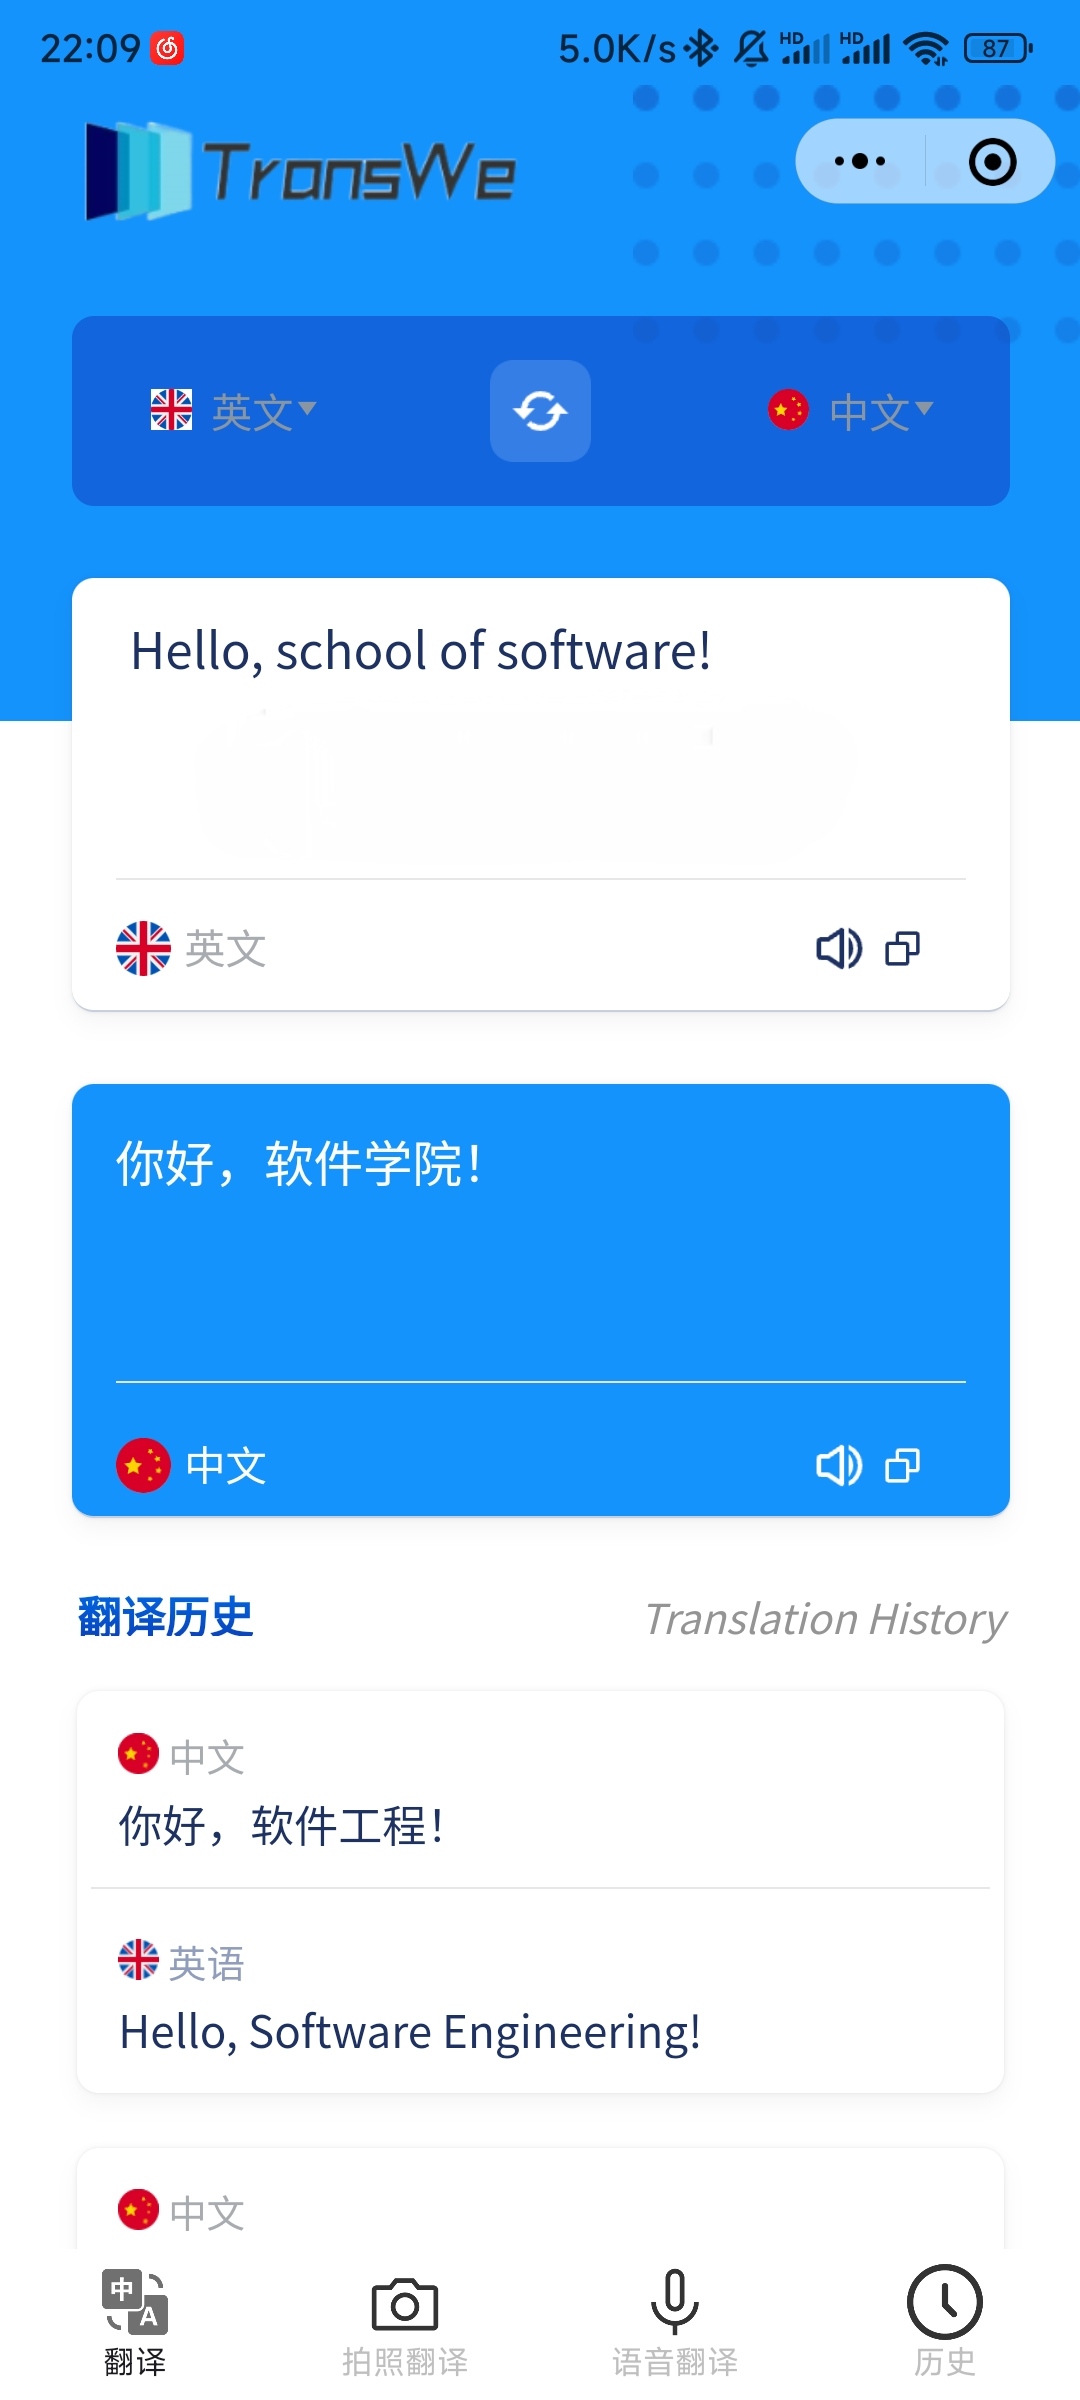 22:09
5.0K/s HD HD 87
TransWe
英文 中文
Hello, school of software!
英文
你好，软件学院！
中文
翻译历史 Translation History
中文
你好，软件工程！
英语
Hello, Software Engineering!
中文
中 A
翻译 拍照翻译 语音翻译 历史